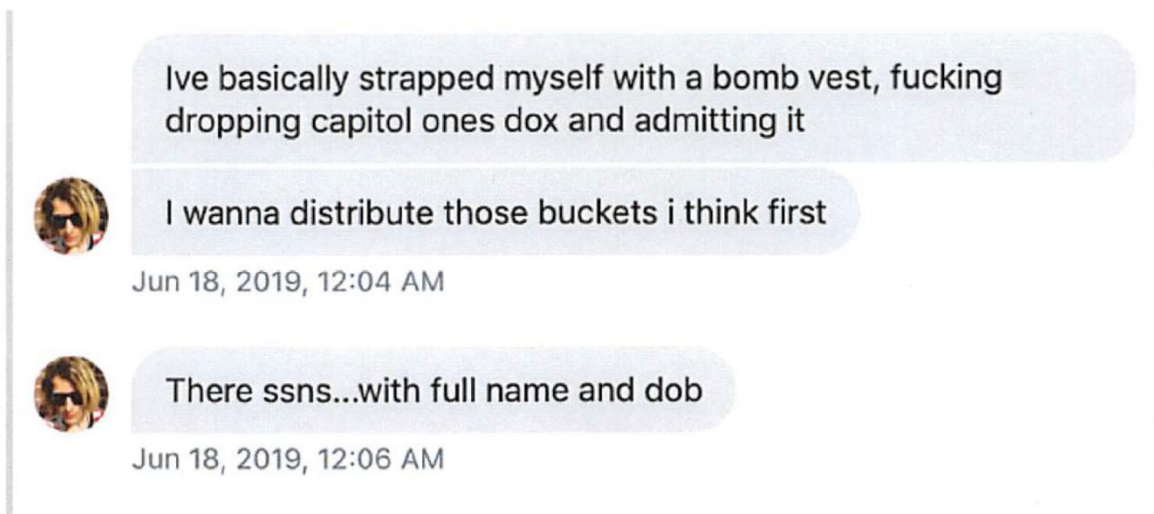 Ive basically strapped myself with a bomb vest, fucking
dropping capitol ones dox and admitting it
I wanna distribute those buckets i think first
Jun 18, 2019, 12:04 AM
There ssns...with full name and dob
Jun 18, 2019, 12:06 AM